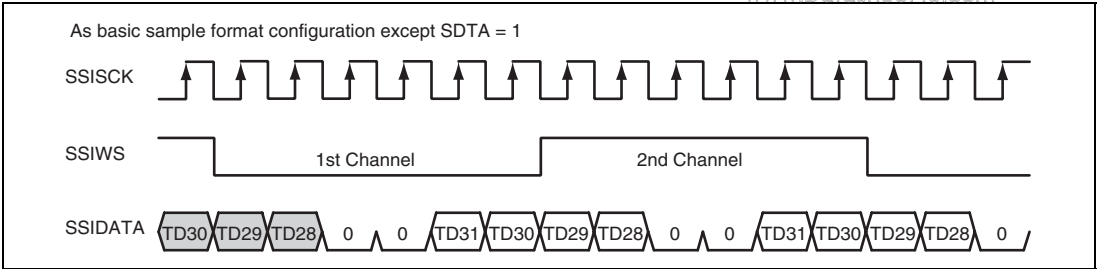 As basic sample format configuration except SDTA = 1
SSISCK
SSIWS 1st Channel 2nd Channel
SSIDATA TD30 TD29 TD28 0 0 TD31 TD30 TD29 TD28 0 0 TD31 TD30 TD29 TD28 0